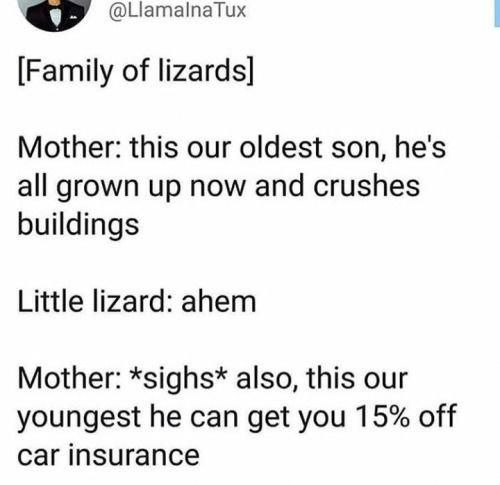 @LlamaInaTux
[Family of lizards]
Mother: this our oldest son, he's
all grown up now and crushes
buildings
Little lizard: ahem
Mother: *sighs* also, this our
youngest he can get you 15% off
car insurance